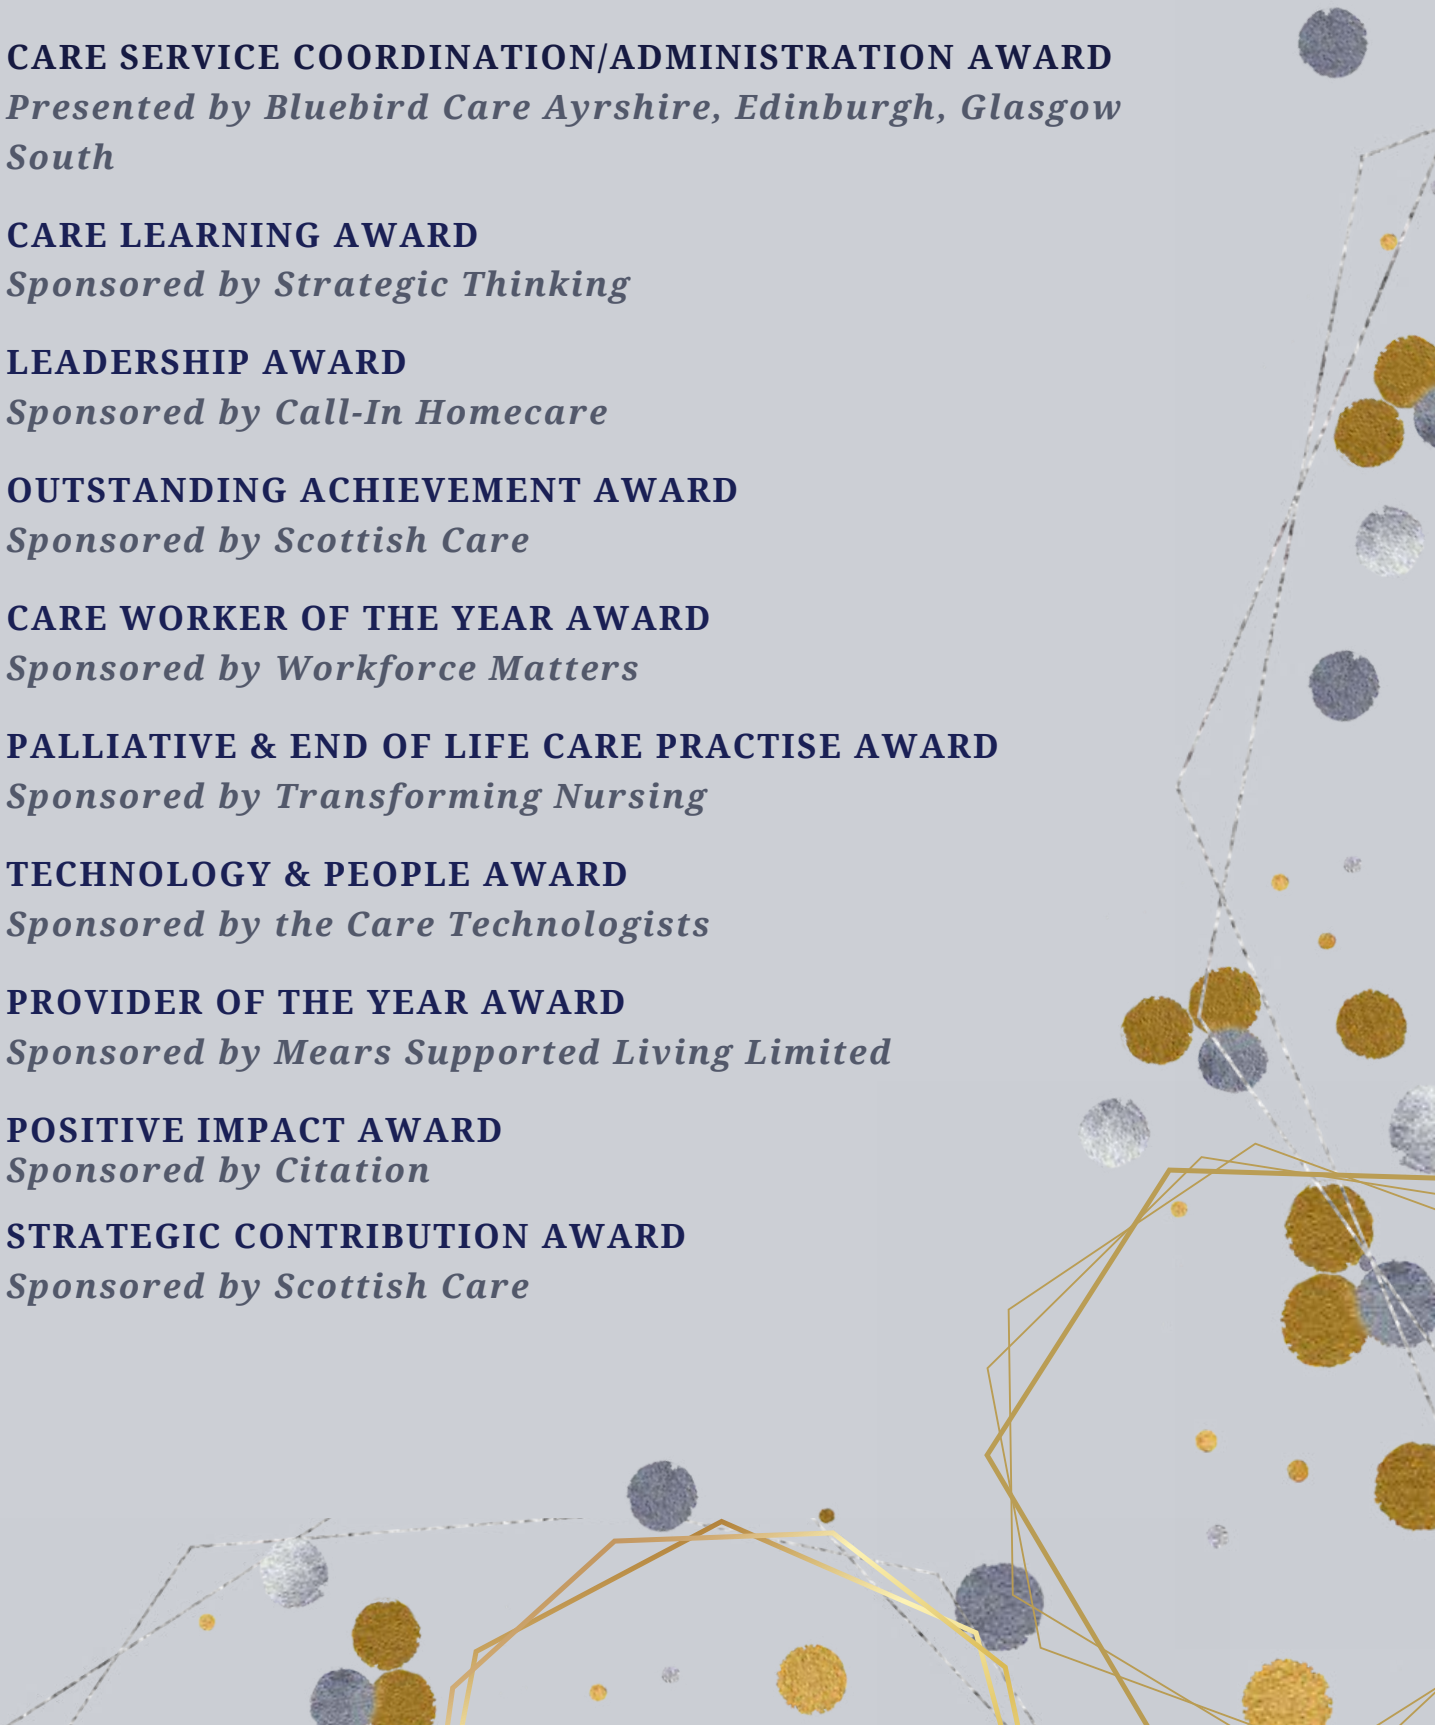 CARE SERVICE COORDINATION/ADMINISTRATION AWARD
Presented by Bluebird Care Ayrshire, Edinburgh, Glasgow
South
CARE LEARNING AWARD
Sponsored by Strategic Thinking
LEADERSHIP AWARD
Sponsored by Call-In Homecare
OUTSTANDING ACHIEVEMENT AWARD
Sponsored by Scottish Care
CARE WORKER OF THE YEAR AWARD
Sponsored by Workforce Matters
PALLIATIVE & END OF LIFE CARE PRACTISE AWARD
Sponsored by Transforming Nursing
TECHNOLOGY & PEOPLE AWARD
Sponsored by the Care Technologists
PROVIDER OF THE YEAR AWARD
Sponsored by Mears Supported Living Limited
POSITIVE IMPACT AWARD
Sponsored by Citation
STRATEGIC CONTRIBUTION AWARD
Sponsored by Scottish Care